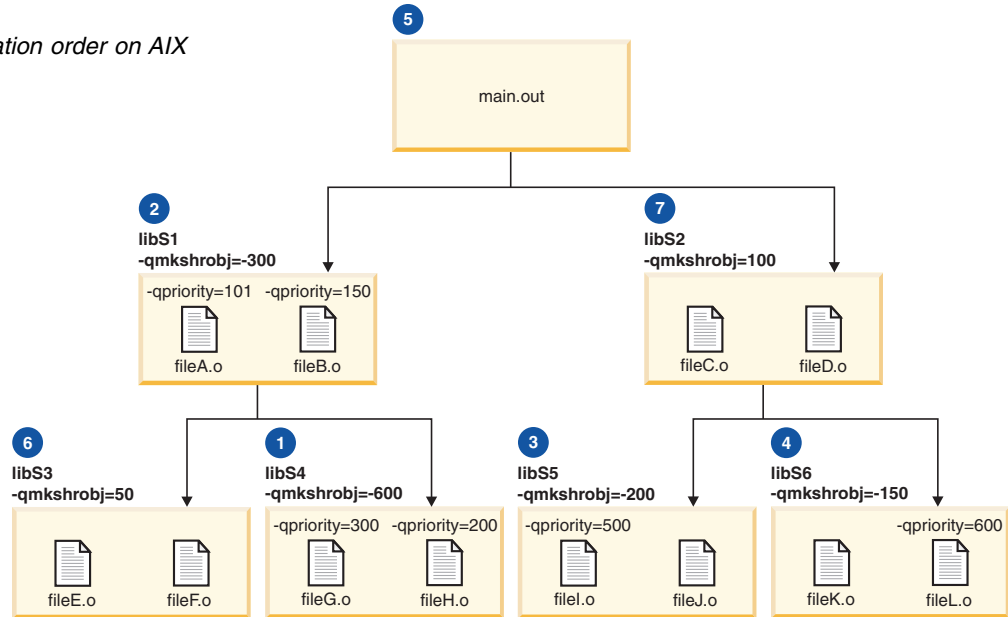 order on AIX
5
main.out
2
libS1
-qmkshrobj=-300
7
libS2
-qmkshrobj=100
-qpriority=101 -qpriority=150
fileA.o fileB.o
fileC.o fileD.o
6
libS3
-qmkshrobj=50
1
libS4
-qmkshrobj=-600
3
libS5
-qmkshrobj=-200
4
libS6
-qmkshrobj=-150
fileE.o fileF.o
-qpriority=300 -qpriority=200
fileG.o fileH.o
-qpriority=500
fileI.o fileJ.o
-qpriority=600
fileK.o fileL.o